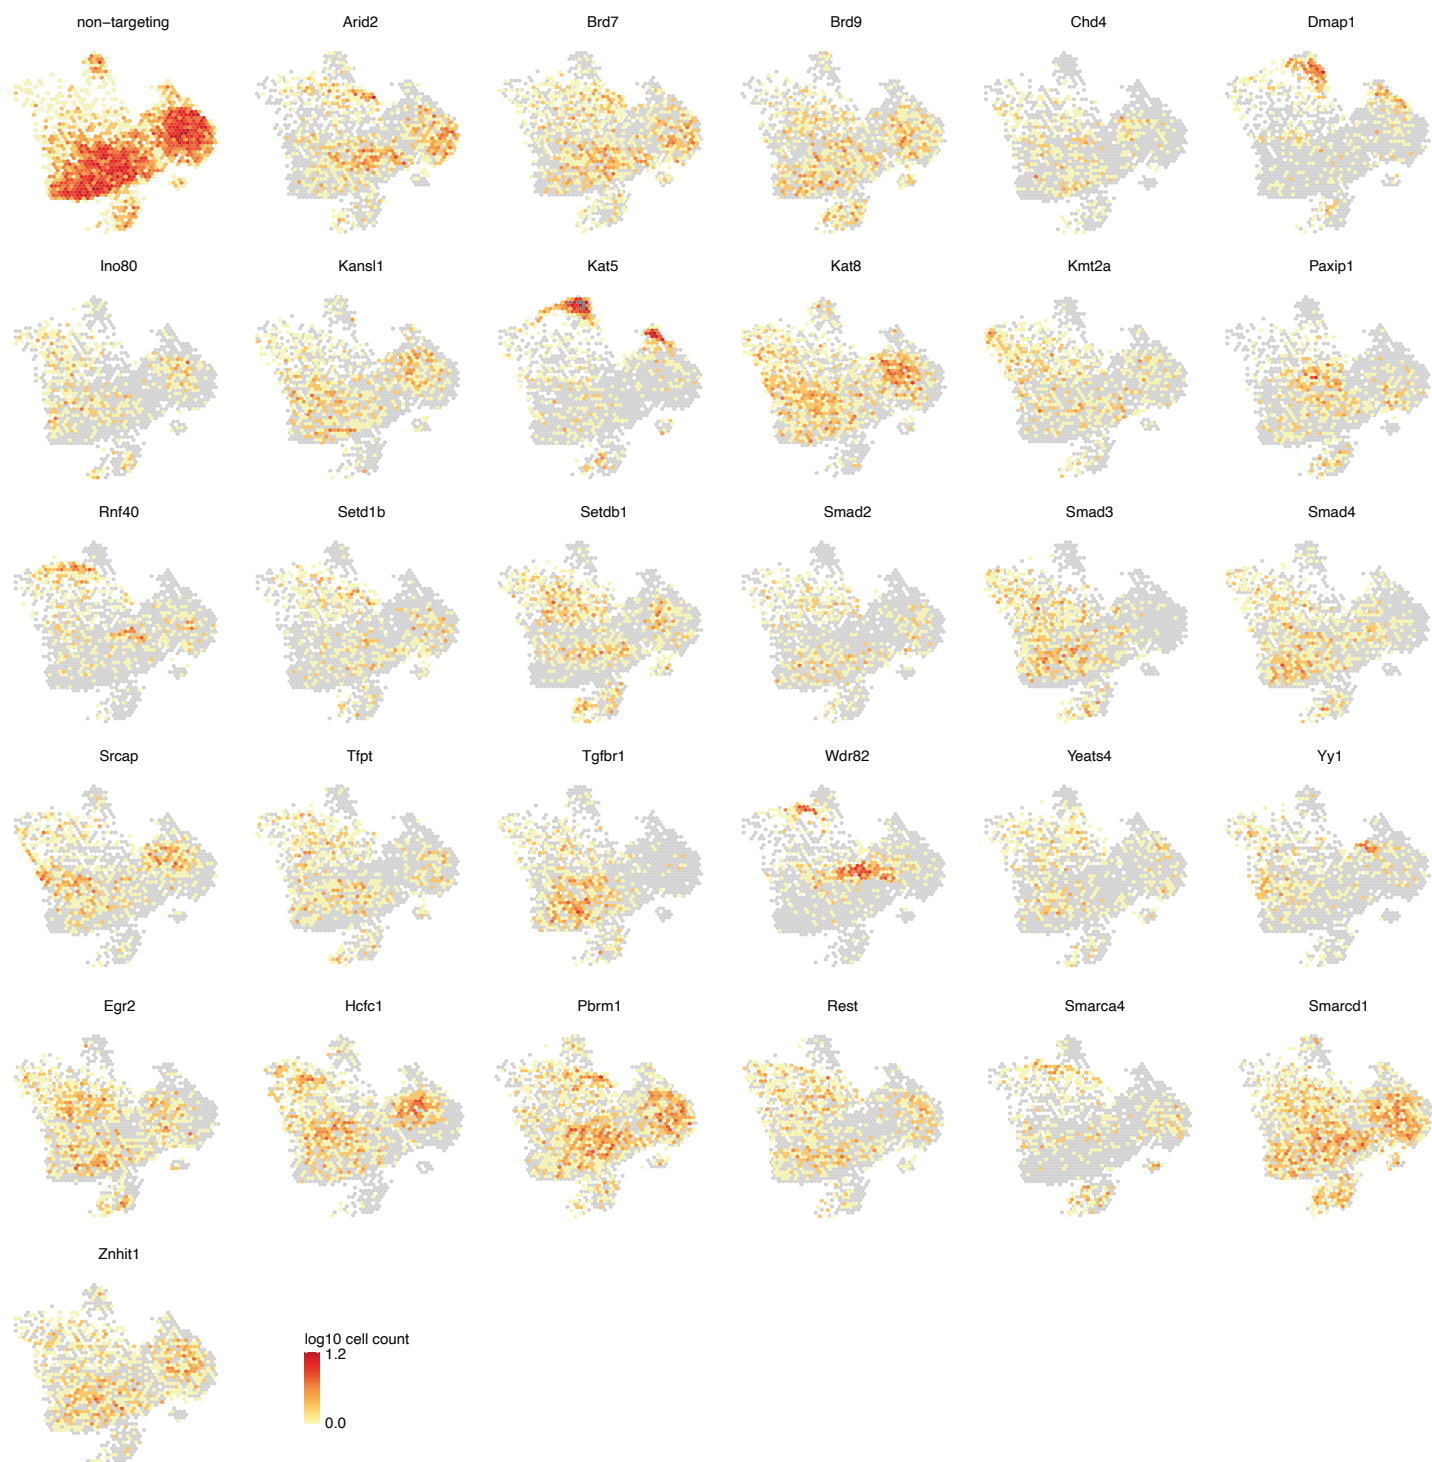 non−targeting Arid2 Brd7 Brd9 Chd4 Dmap1
Ino80 Kansl1 Kat5 Kat8 Kmt2a Paxip1
Rnf40 Setd1b Setdb1 Smad2 Smad3 Smad4
Srcap Tfpt Tgfbr1 Wdr82 Yeats4 Yy1
Egr2 Hcfc1 Pbrm1 Rest Smarca4 Smarcd1
Znhit1
log10 cell count
1.2
0.0